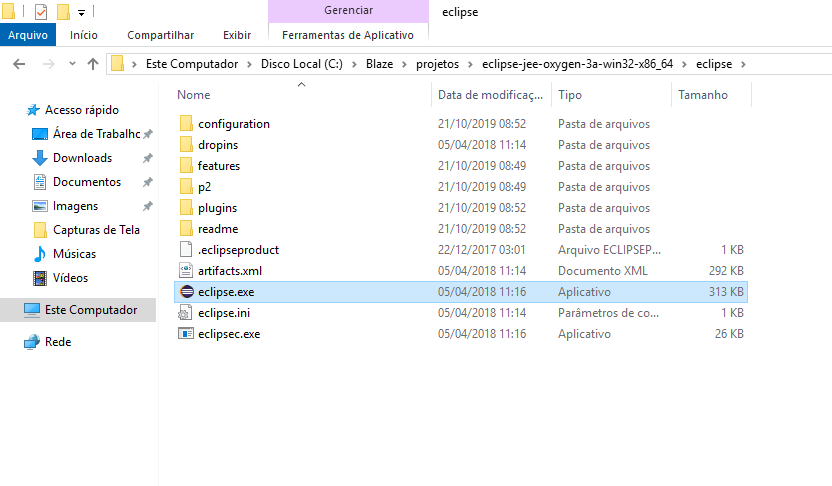 Gerenciar eclipse
Arquivo Início Compartilhar Exibir Ferramentas de Aplicativo
Este Computador Disco Local (C:) Blaze projetos eclipse-jee-oxygen-3a-win32-x86_64 eclipse
Acesso rápido
Área de Trabalho
Downloads
Documentos
Imagens
Capturas de Tela
Músicas
Vídeos
Este Computador
Rede
Nome Data de modificaç... Tipo Tamanho
configuration 21/10/2019 08:52 Pasta de arquivos
dropins 05/04/2018 11:14 Pasta de arquivos
features 21/10/2019 08:49 Pasta de arquivos
p2 21/10/2019 08:49 Pasta de arquivos
plugins 21/10/2019 08:52 Pasta de arquivos
readme 21/10/2019 08:52 Pasta de arquivos
.eclipseproduct 22/12/2017 03:01 Arquivo ECLIPSEP... 1 KB
artifacts.xml 05/04/2018 11:14 Documento XML 292 KB
eclipse.exe 05/04/2018 11:16 Aplicativo 313 KB
eclipse.ini 05/04/2018 11:14 Parâmetros de co... 1 KB
eclipsec.exe 05/04/2018 11:16 Aplicativo 26 KB